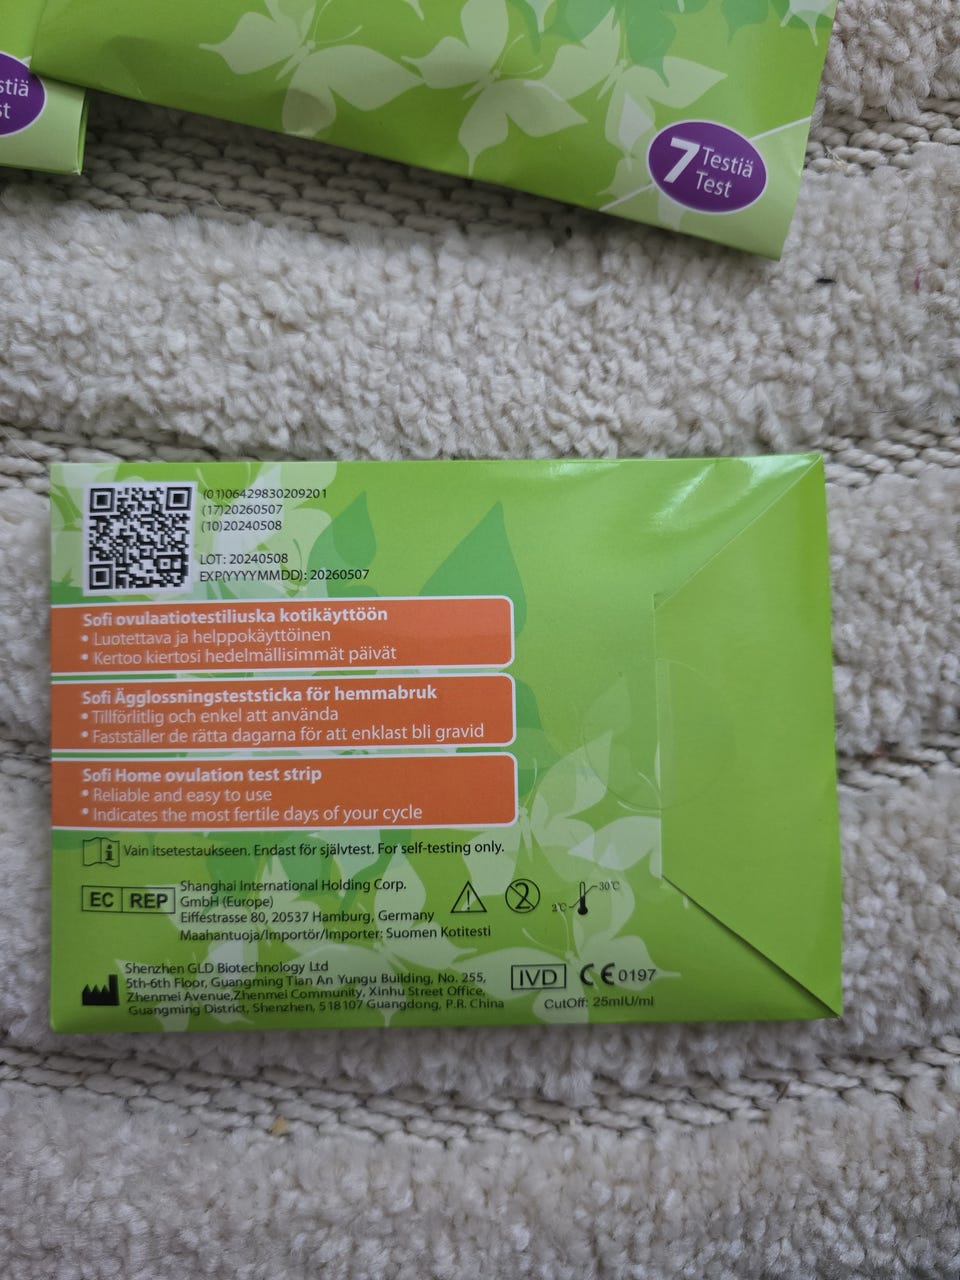 stiä
st
7 Testiä
Test
(01)06429830209201
(17)20260507
(10)20240508
LOT: 20240508
EXP(YYYYMMDD): 20260507
Sofi ovulaatiotestiliuska kotikäyttöön
• Luotettava ja helppokäyttöinen
• Kertoo kiertosi hedelmällisimmät päivät
Sofi Ägglossningsteststicka för hemmabruk
• Tillförlitlig och enkel att använda
• Fastställer de rätta dagarna för att enklast bli gravid
Sofi Home ovulation test strip
• Reliable and easy to use
• Indicates the most fertile days of your cycle
i Vain itsetestaukseen. Endast för självtest. For self-testing only.
EC REP
Shanghai International Holding Corp.
GmbH (Europe)
Eiffestrasse 80, 20537 Hamburg, Germany
Maahantuoja/Importör/Importer: Suomen Kotitesti
2
2°C
30°C
Shenzhen GLD Biotechnology Ltd
5th-6th Floor, Guangming Tian An Yungu Building, No. 255,
Zhenmei Avenue,Zhenmei Community, Xinhu Street Office,
Guangming District, Shenzhen, 518107 Guangdong, P.R. China
IVD CE 0197
CutOff: 25mIU/ml